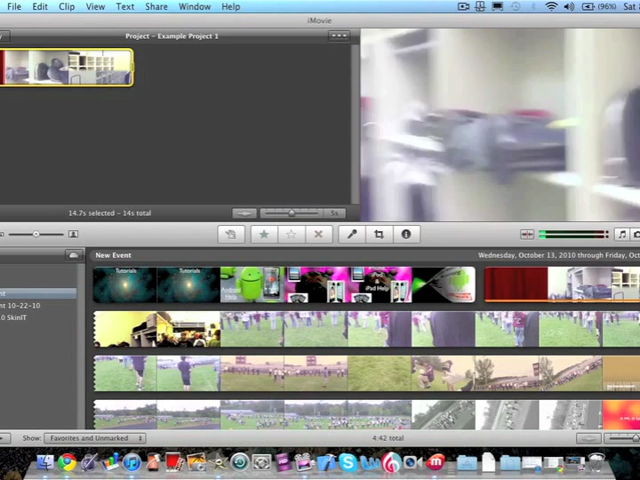 File Edit Clip View Text Share Window Help
(96%) Sat
iMovie
Project - Example Project 1
14.7s selected - 14s total
5s
New Event
Wednesday, October 13, 2010 through Friday, Oct
Tutorials
Tutorials
Android
iPad Help
nt 10-22-10
0 SkinIT
Show: Favorites and Unmarked
4:42 total